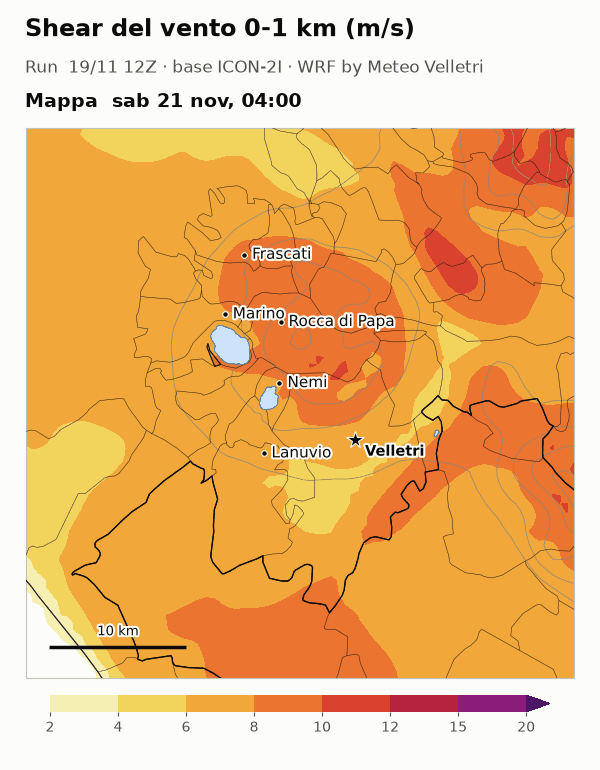 Shear del vento 0-1 km (m/s)
Run 19/11 12Z · base ICON-2I · WRF by Meteo Velletri
Mappa sab 21 nov, 04:00
Frascati
Marino
Rocca di Papa
Nemi
Velletri
Lanuvio
10 km
2 4 6 8 10 12 15 20